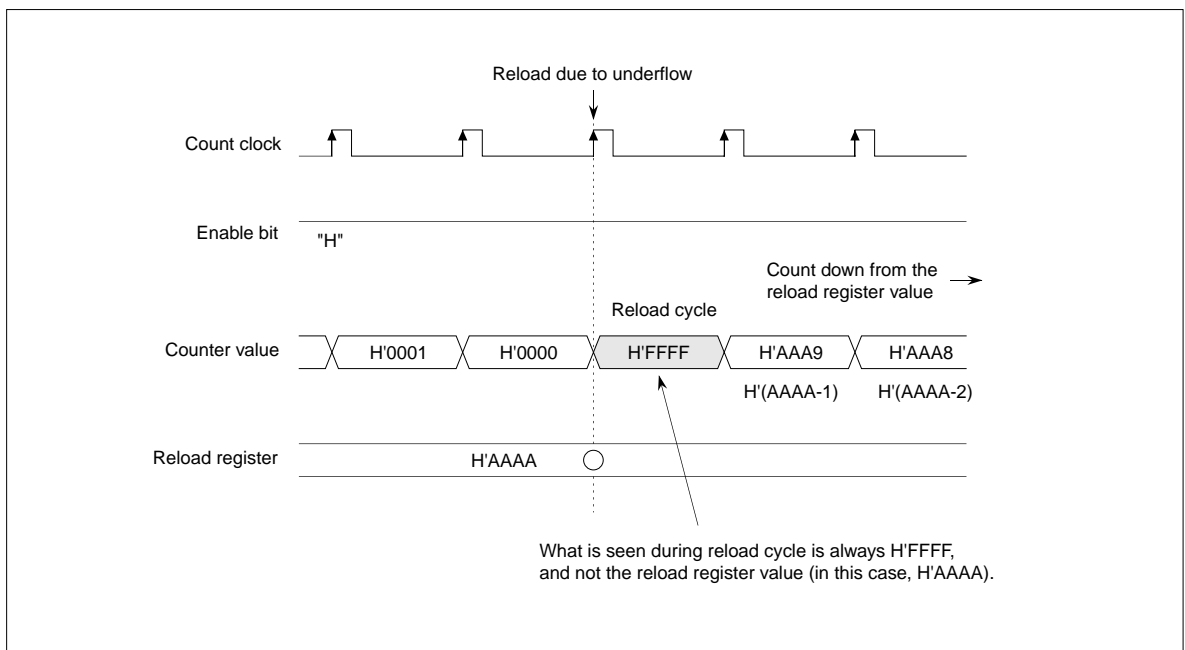 Reload due to underflow
Count clock
Enable bit
"H"
Count down from the
reload register value
Reload cycle
Counter value
H'0001
H'0000
H'FFFF
H'AAA9
H'AAA8
H'(AAAA-1)
H'(AAAA-2)
Reload register
H'AAAA
What is seen during reload cycle is always H'FFFF,
and not the reload register value (in this case, H'AAAA).